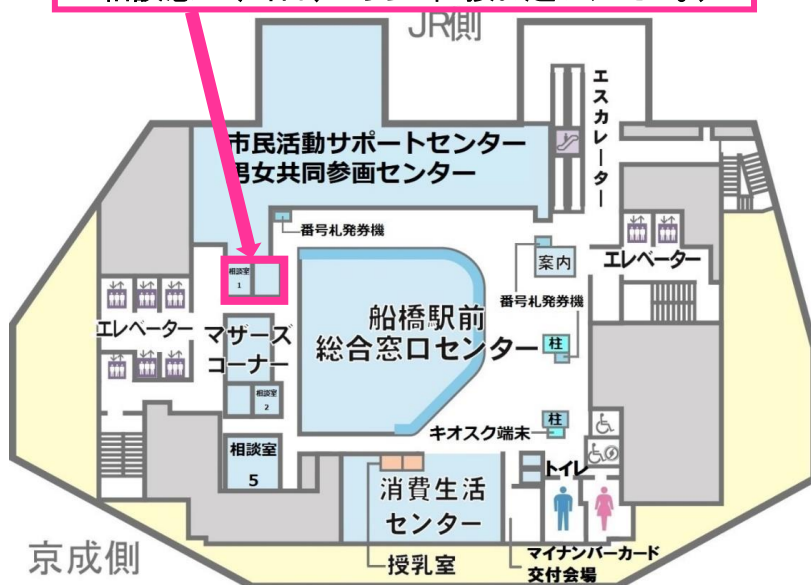 JR側
エスカレーター
市民活動サポートセンター
男女共同参画センター
番号札発券機
相談室
1
案内
エレベーター
番号札発券機
船橋駅前
総合窓口センター
柱
エレベーター
マザーズ
コーナー
相談室
2
柱
キオスク端末
相談室
5
トイレ
消費生活
センター
京成側
授乳室
マイナンバーカード
交付会場